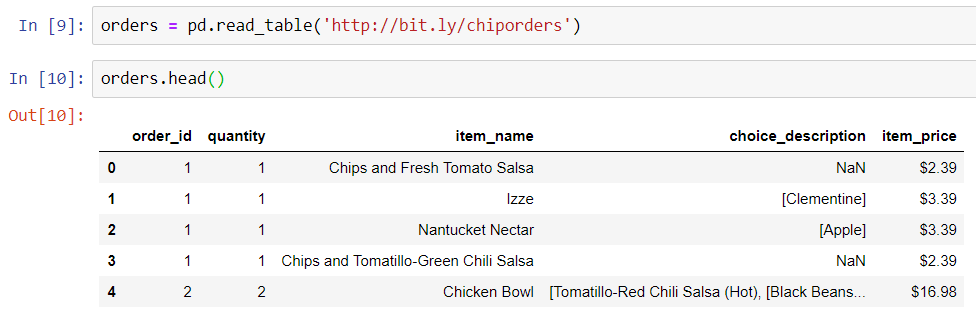 In [9]: orders = pd.read_table('http://bit.ly/chiporders')
In [10]: orders.head()
Out[10]:
order_id quantity item_name choice_description item_price
0 1 1 Chips and Fresh Tomato Salsa NaN $2.39
1 1 1 Izze [Clementine] $3.39
2 1 1 Nantucket Nectar [Apple] $3.39
3 1 1 Chips and Tomatillo-Green Chili Salsa NaN $2.39
4 2 2 Chicken Bowl [Tomatillo-Red Chili Salsa (Hot), [Black Beans... $16.98